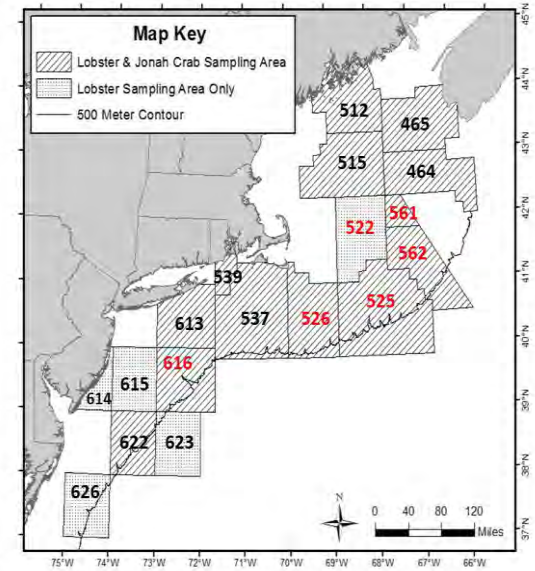 Map Key
Lobster & Jonah Crab Sampling Area
Lobster Sampling Area Only
500 Meter Contour
45°N
44°N
43°N
42°N
41°N
40°N
39°N
38°N
37°N
512
465
515
464
561
522
562
539
525
613
537
526
616
615
614
622
623
626
N
0 40 80 120
Miles
75°W 74°W 73°W 72°W 71°W 70°W 69°W 68°W 67°W 66°W